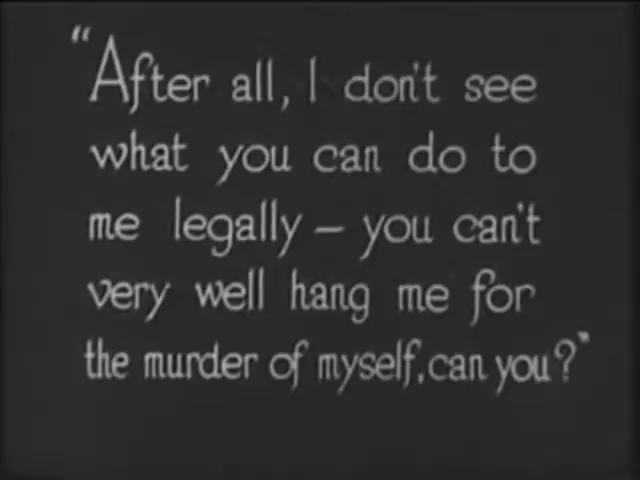 "After all, I don't see
what you can do to
me legally – you can't
very well hang me for
the murder of myself, can you?"